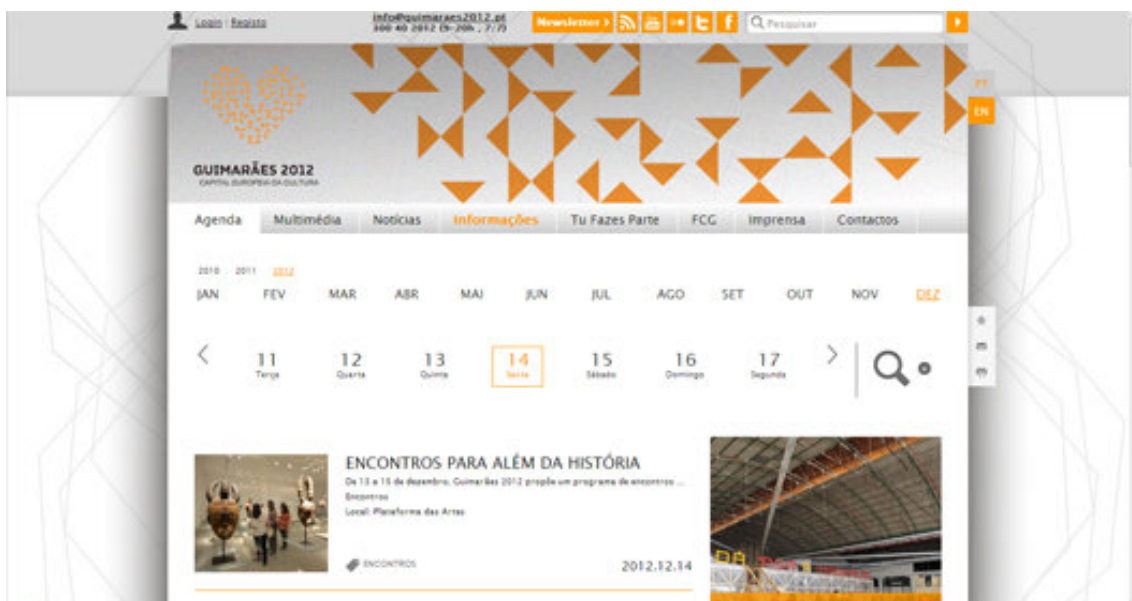 Login | Registo
info@guimaraes2012.pt
300 40 2012 (9-20h , 7/7)
Newsletter >
Pesquisar
PT
EN
GUIMARÃES 2012
CAPITAL EUROPEIA DA CULTURA
Agenda Multimédia Notícias Informações Tu Fazes Parte FCG Imprensa Contactos
2010 2011 2012
JAN FEV MAR ABR MAI JUN JUL AGO SET OUT NOV DEZ
11 12 13 14 15 16 17
Terça Quarta Quinta Sexta Sábado Domingo Segunda
ENCONTROS PARA ALÉM DA HISTÓRIA
De 13 a 15 de dezembro, Guimarães 2012 propõe um programa de encontros ...
Encontros
Local: Plataforma das Artes
ENCONTROS
2012.12.14